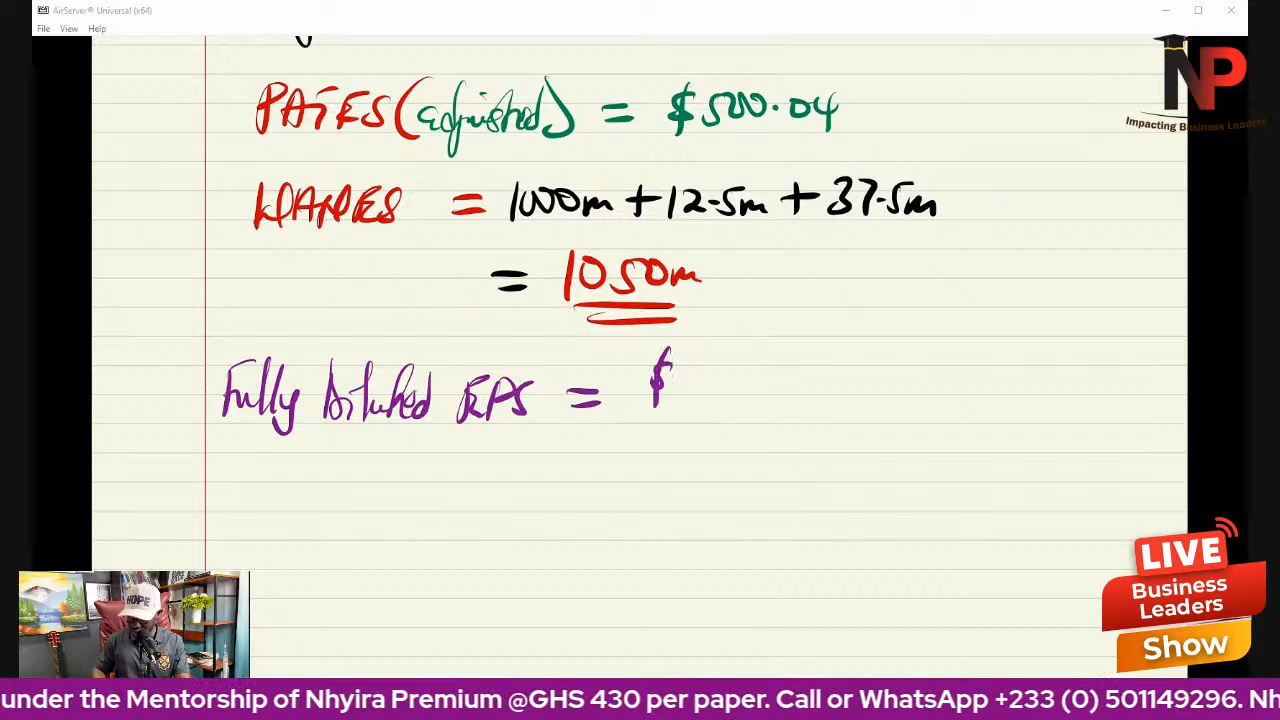 AirServer® Universal (x64)
File View Help
NP
Impacting Business Leaders
PATES (adjusted) = $500.04
WANES = 1000m + 12.5m + 37.5m
= 1050m
Fully Diluted EPS = $
HOPE
LIVE
Business
Leaders
Show
under the Mentorship of Nhyira Premium @GHS 430 per paper. Call or WhatsApp +233 (0) 501149296. Nh